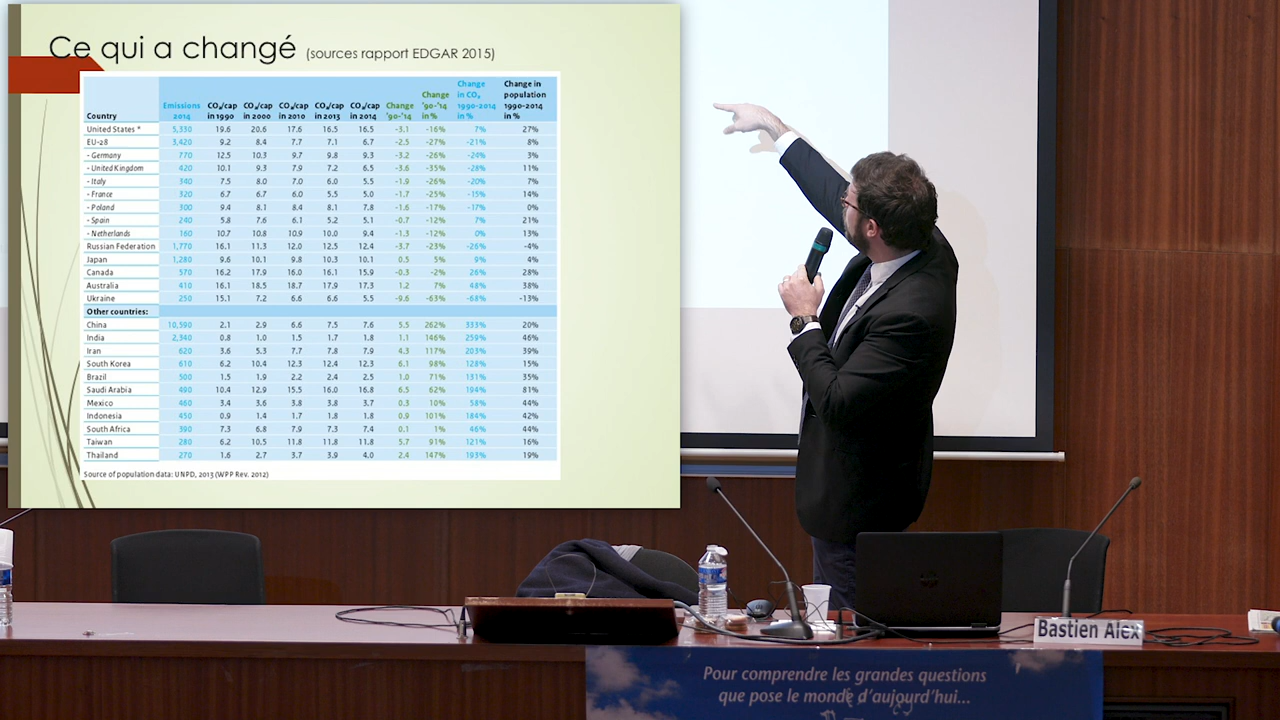 Ce qui a changé (sources rapport EDGAR 2015)
Country Emissions 2014 CO₂/cap in 1990 CO₂/cap in 2000 CO₂/cap in 2010 CO₂/cap in 2013 CO₂/cap in 2014 Change '90-'14 Change '90-'14 in % Change in CO₂ 1990-2014 in % Change in population 1990-2014 in %
United States * 5,330 19.6 20.6 17.6 16.5 16.5 -3.1 -16% 7% 27%
EU-28 3,420 9.2 8.4 7.7 7.1 6.7 -2.5 -27% -21% 8%
- Germany 770 12.5 10.3 9.7 9.8 9.3 -3.2 -26% -24% 3%
- United Kingdom 420 10.1 9.3 7.9 7.2 6.5 -3.6 -35% -28% 11%
- Italy 340 7.5 8.0 7.0 6.0 5.5 -1.9 -26% -20% 7%
- France 320 6.7 6.7 6.0 5.5 5.0 -1.7 -25% -15% 14%
- Poland 300 9.4 8.1 8.4 8.1 7.8 -1.6 -17% -17% 0%
- Spain 240 5.8 7.6 6.1 5.2 5.1 -0.7 -12% 7% 21%
- Netherlands 160 10.7 10.8 10.9 10.0 9.4 -1.3 -12% 0% 13%
Russian Federation 1,770 16.1 11.3 12.0 12.5 12.4 -3.7 -23% -26% -4%
Japan 1,280 9.6 10.1 9.8 10.3 10.1 0.5 5% 9% 4%
Canada 570 16.2 17.9 16.0 16.1 15.9 -0.3 -2% 26% 28%
Australia 410 16.1 18.5 18.7 17.9 17.3 1.2 7% 48% 38%
Ukraine 250 15.1 7.2 6.6 6.6 5.5 -9.6 -63% -68% -13%
Other countries:
China 10,590 2.1 2.9 6.6 7.5 7.6 5.5 262% 333% 20%
India 2,340 0.8 1.0 1.5 1.7 1.8 1.1 146% 259% 46%
Iran 620 3.6 5.3 7.7 7.8 7.9 4.3 117% 203% 39%
South Korea 610 6.2 10.4 12.3 12.4 12.3 6.1 98% 128% 15%
Brazil 500 1.5 1.9 2.2 2.4 2.5 1.0 71% 131% 35%
Saudi Arabia 490 10.4 12.9 15.5 16.0 16.8 6.5 62% 194% 81%
Mexico 460 3.4 3.6 3.8 3.8 3.7 0.3 10% 58% 44%
Indonesia 450 0.9 1.4 1.7 1.8 1.8 0.9 101% 184% 42%
South Africa 390 7.3 6.8 7.9 7.3 7.4 0.1 1% 46% 44%
Taiwan 280 6.2 10.5 11.8 11.8 11.8 5.7 91% 121% 16%
Thailand 270 1.6 2.7 3.7 3.9 4.0 2.4 147% 193% 19%
Source of population data: UNPD, 2013 (WPP Rev. 2012)
Bastien Alex
Pour comprendre les grandes questions
que pose le monde d'aujourd'hui...